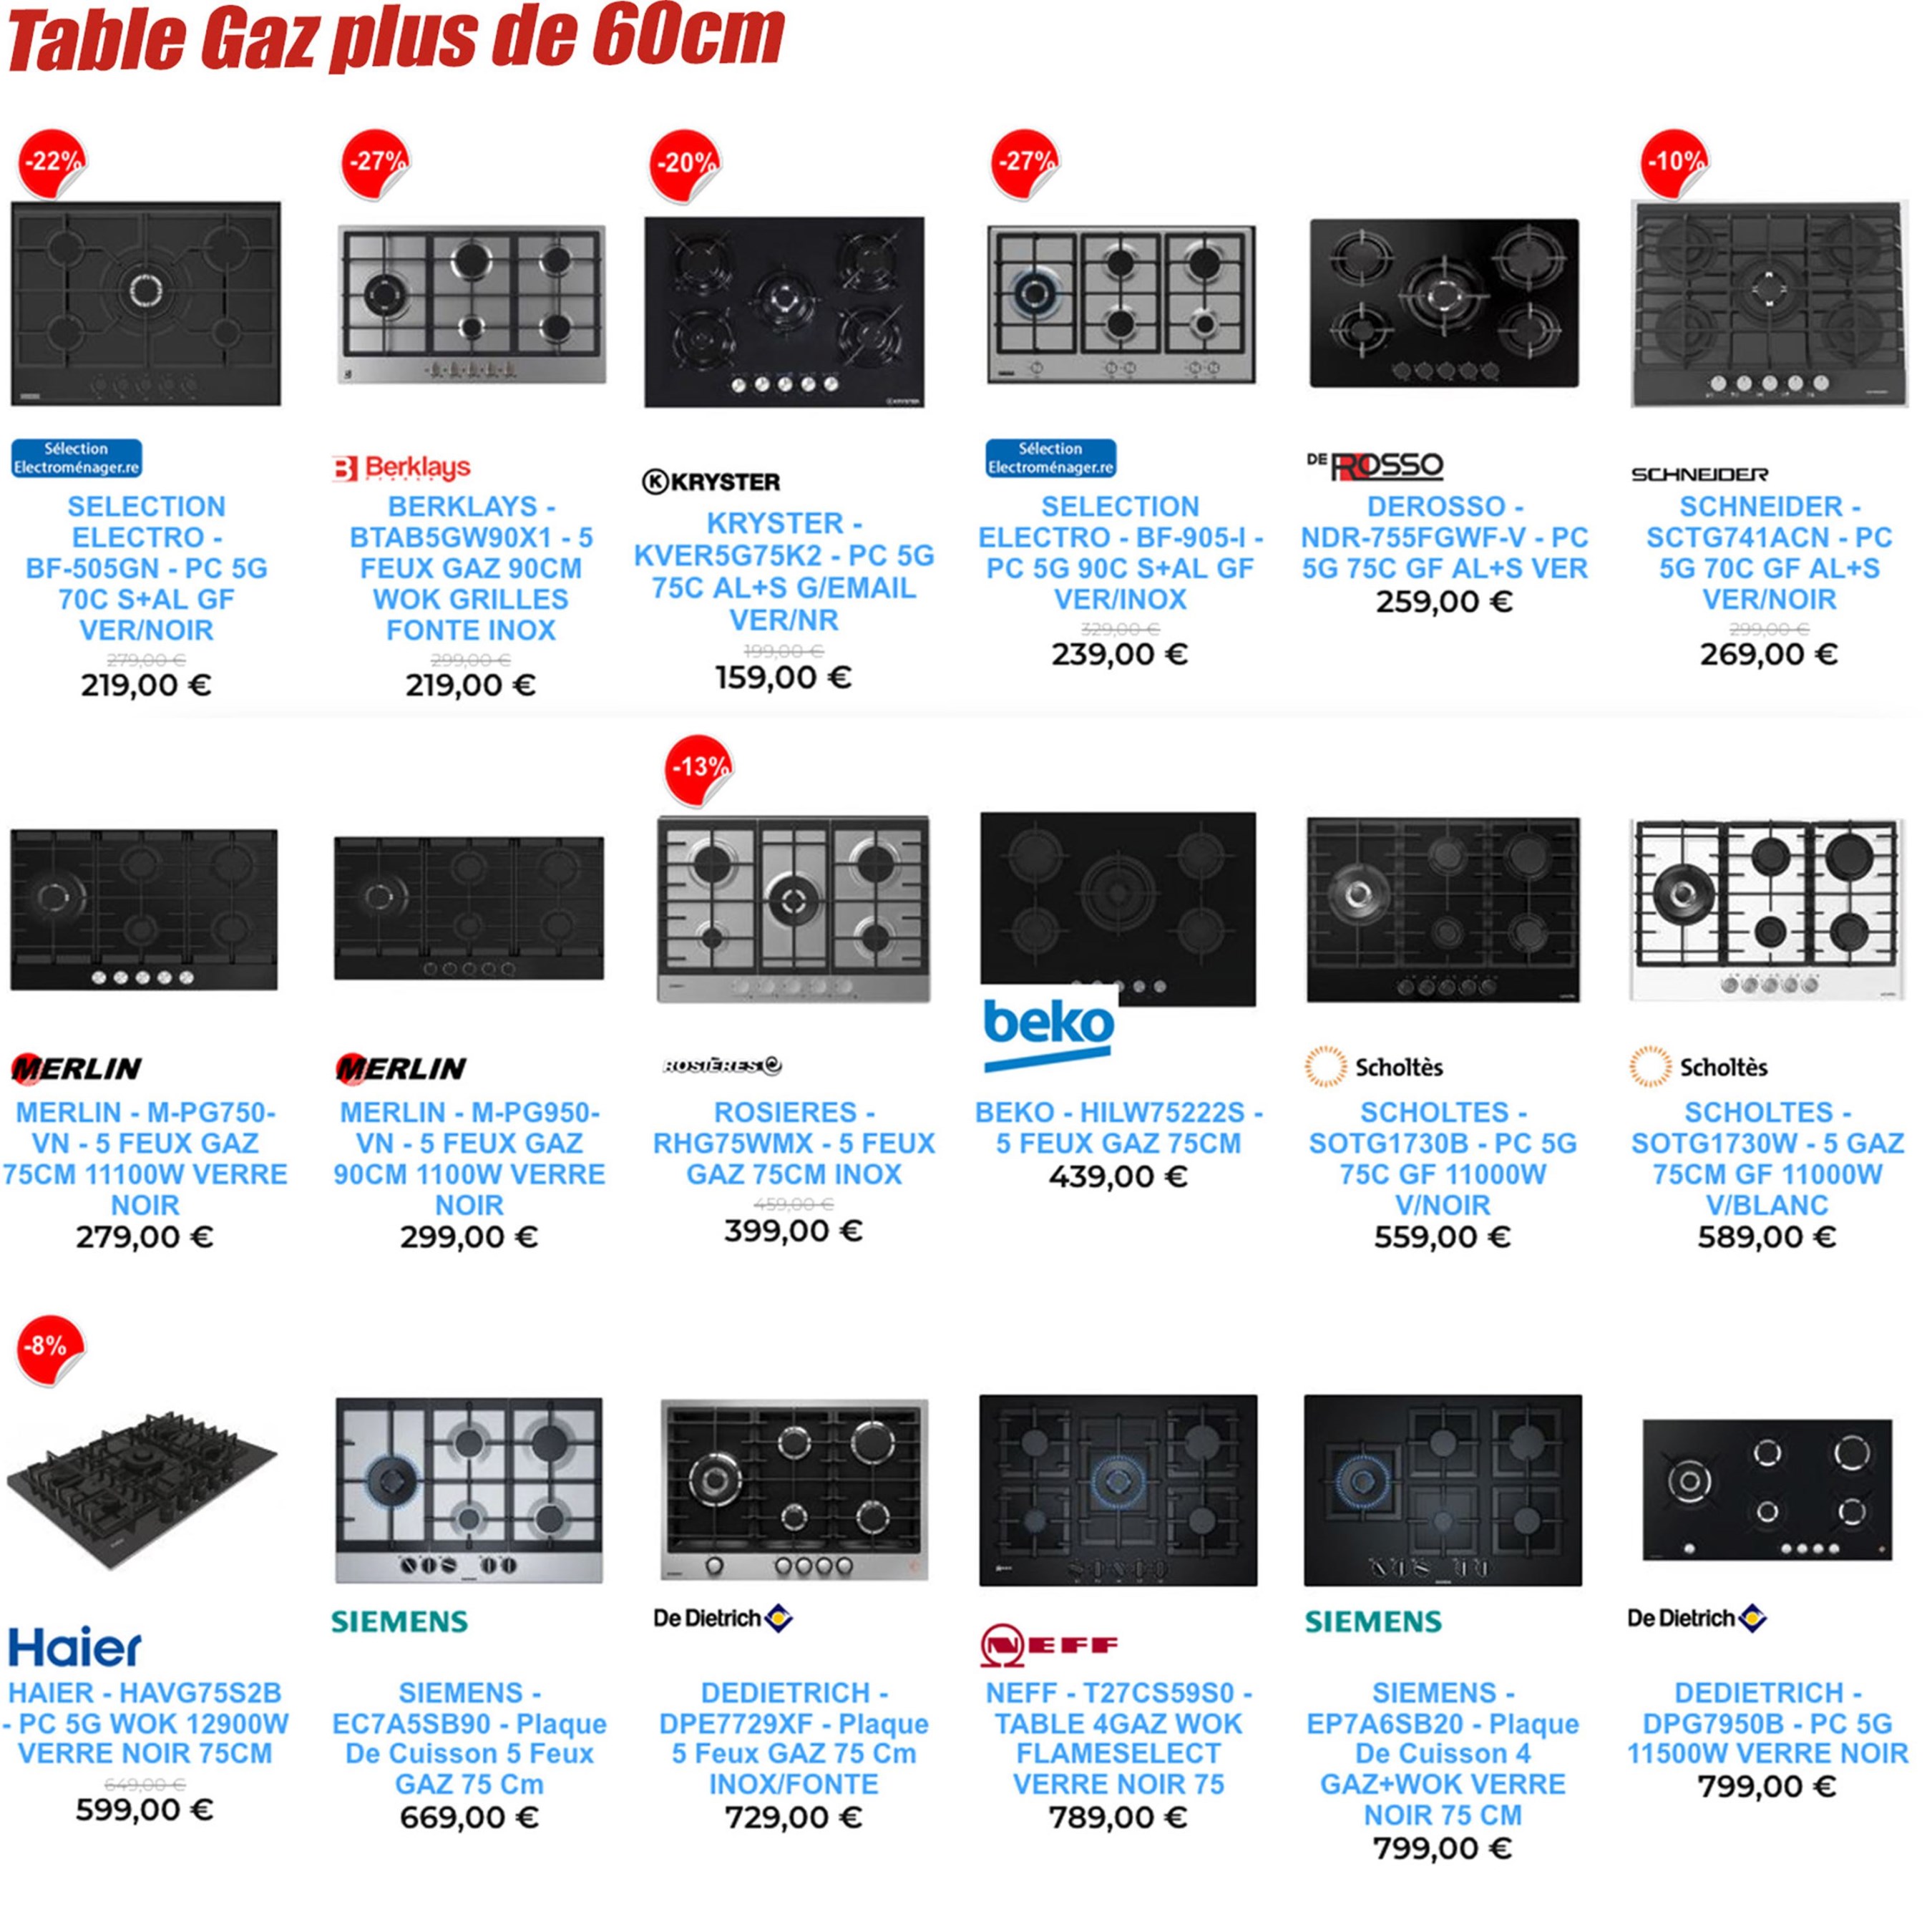 Table Gaz plus de 60cm
-22%
-27%
-20%
-27%
-10%
Sélection
Electroménager.re
SELECTION
ELECTRO -
BF-505GN - PC 5G
70C S+AL GF
VER/NOIR
279,00 €
219,00 €
Berklays
BERKLAYS -
BTAB5GW90X1 - 5
FEUX GAZ 90CM
WOK GRILLES
FONTE INOX
299,00 €
219,00 €
KRYSTER
KRYSTER
KRYSTER -
KVER5G75K2 - PC 5G
75C AL+S G/EMAIL
VER/NR
199,00 €
159,00 €
Sélection
Electroménager.re
SELECTION
ELECTRO - BF-905-I -
PC 5G 90C S+AL GF
VER/INOX
329,00 €
239,00 €
DE ROSSO
DEROSSO -
NDR-755FGWF-V - PC
5G 75C GF AL+S VER
259,00 €
SCHNEIDER
SCHNEIDER -
SCTG741ACN - PC
5G 70C GF AL+S
VER/NOIR
299,00 €
269,00 €
-13%
MERLIN
MERLIN - M-PG750-
VN - 5 FEUX GAZ
75CM 11100W VERRE
NOIR
279,00 €
MERLIN
MERLIN - M-PG950-
VN - 5 FEUX GAZ
90CM 1100W VERRE
NOIR
299,00 €
ROSIÈRES
ROSIERES -
RHG75WMX - 5 FEUX
GAZ 75CM INOX
459,00 €
399,00 €
beko
BEKO - HILW75222S -
5 FEUX GAZ 75CM
439,00 €
Scholtès
SCHOLTES -
SOTG1730B - PC 5G
75C GF 11000W
V/NOIR
559,00 €
Scholtès
SCHOLTES -
SOTG1730W - 5 GAZ
75CM GF 11000W
V/BLANC
589,00 €
-8%
Haier
HAIER - HAVG75S2B
- PC 5G WOK 12900W
VERRE NOIR 75CM
649,00 €
599,00 €
SIEMENS
SIEMENS -
EC7A5SB90 - Plaque
De Cuisson 5 Feux
GAZ 75 Cm
669,00 €
De Dietrich
DEDIETRICH -
DPE7729XF - Plaque
5 Feux GAZ 75 Cm
INOX/FONTE
729,00 €
NEFF
NEFF - T27CS59S0 -
TABLE 4GAZ WOK
FLAMESELECT
VERRE NOIR 75
789,00 €
SIEMENS
SIEMENS -
EP7A6SB20 - Plaque
De Cuisson 4
GAZ+WOK VERRE
NOIR 75 CM
799,00 €
De Dietrich
DEDIETRICH -
DPG7950B - PC 5G
11500W VERRE NOIR
799,00 €